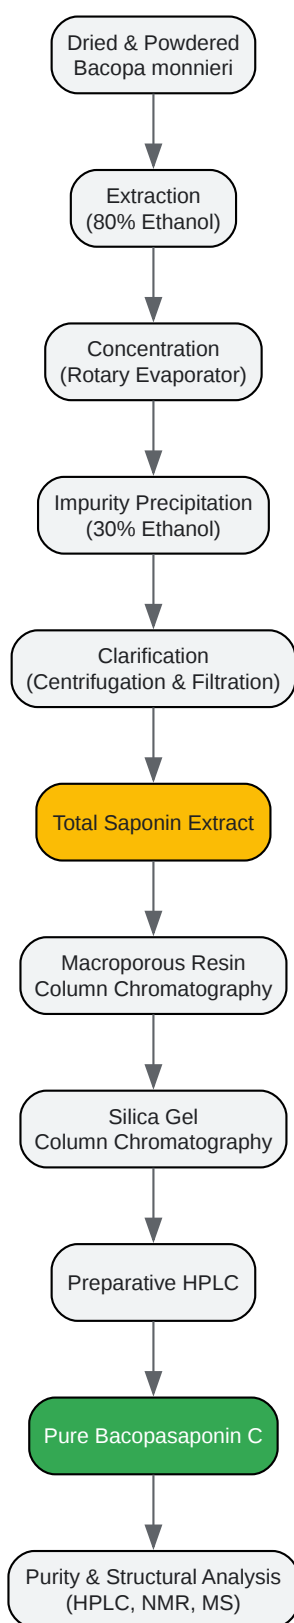 Dried & Powdered
Bacopa monnieri
Extraction
(80% Ethanol)
Concentration
(Rotary Evaporator)
Impurity Precipitation
(30% Ethanol)
Clarification
(Centrifugation & Filtration)
Total Saponin Extract
Macroporous Resin
Column Chromatography
Silica Gel
Column Chromatography
Preparative HPLC
Pure Bacopasaponin C
Purity & Structural Analysis
(HPLC, NMR, MS)